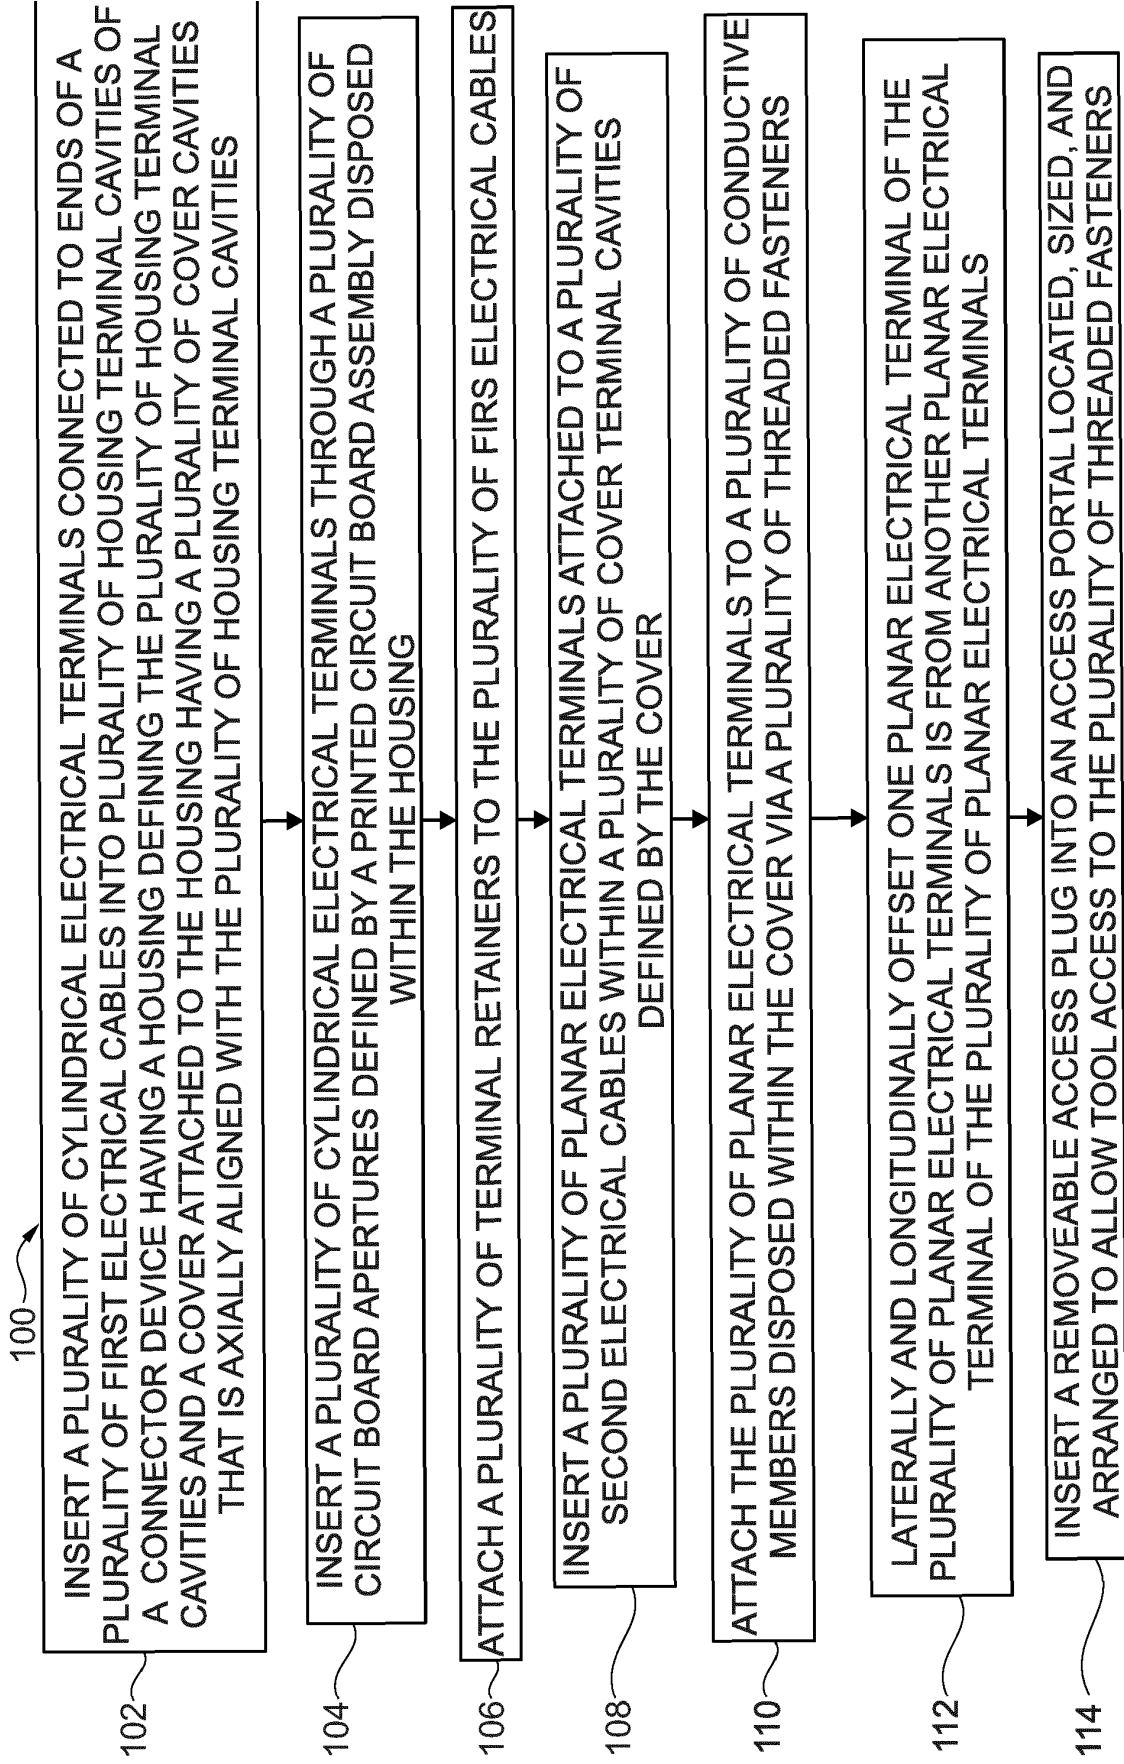 100
102
INSERT A PLURALITY OF CYLINDRICAL ELECTRICAL TERMINALS CONNECTED TO ENDS OF A
PLURALITY OF FIRST ELECTRICAL CABLES INTO PLURALITY OF HOUSING TERMINAL CAVITIES OF
A CONNECTOR DEVICE HAVING A HOUSING DEFINING THE PLURALITY OF HOUSING TERMINAL
CAVITIES AND A COVER ATTACHED TO THE HOUSING HAVING A PLURALITY OF COVER CAVITIES
THAT IS AXIALLY ALIGNED WITH THE PLURALITY OF HOUSING TERMINAL CAVITIES
104
INSERT A PLURALITY OF CYLINDRICAL ELECTRICAL TERMINALS THROUGH A PLURALITY OF
CIRCUIT BOARD APERTURES DEFINED BY A PRINTED CIRCUIT BOARD ASSEMBLY DISPOSED
WITHIN THE HOUSING
106
ATTACH A PLURALITY OF TERMINAL RETAINERS TO THE PLURALITY OF FIRS ELECTRICAL CABLES
108
INSERT A PLURALITY OF PLANAR ELECTRICAL TERMINALS ATTACHED TO A PLURALITY OF
SECOND ELECTRICAL CABLES WITHIN A PLURALITY OF COVER TERMINAL CAVITIES
DEFINED BY THE COVER
110
ATTACH THE PLURALITY OF PLANAR ELECTRICAL TERMINALS TO A PLURALITY OF CONDUCTIVE
MEMBERS DISPOSED WITHIN THE COVER VIA A PLURALITY OF THREADED FASTENERS
112
LATERALLY AND LONGITUDINALLY OFFSET ONE PLANAR ELECTRICAL TERMINAL OF THE
PLURALITY OF PLANAR ELECTRICAL TERMINALS IS FROM ANOTHER PLANAR ELECTRICAL
TERMINAL OF THE PLURALITY OF PLANAR ELECTRICAL TERMINALS
114
INSERT A REMOVEABLE ACCESS PLUG INTO AN ACCESS PORTAL LOCATED, SIZED, AND
ARRANGED TO ALLOW TOOL ACCESS TO THE PLURALITY OF THREADED FASTENERS